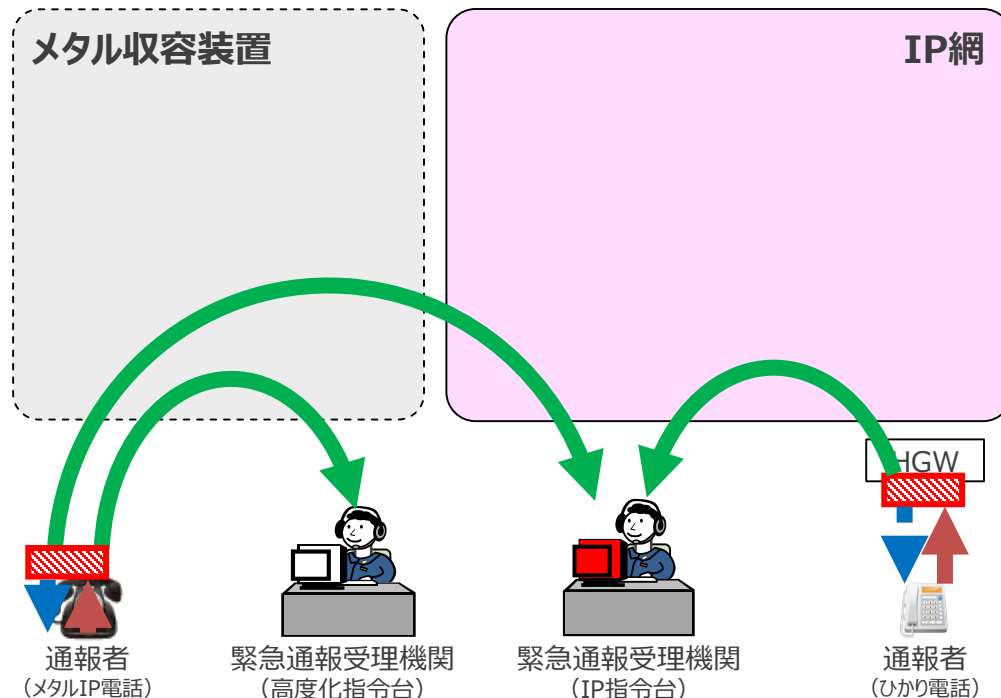 メタル収容装置
IP網
HGW
通報者
（メタルIP電話）
緊急通報受理機関
（高度化指令台）
緊急通報受理機関
（IP指令台）
通報者
（ひかり電話）